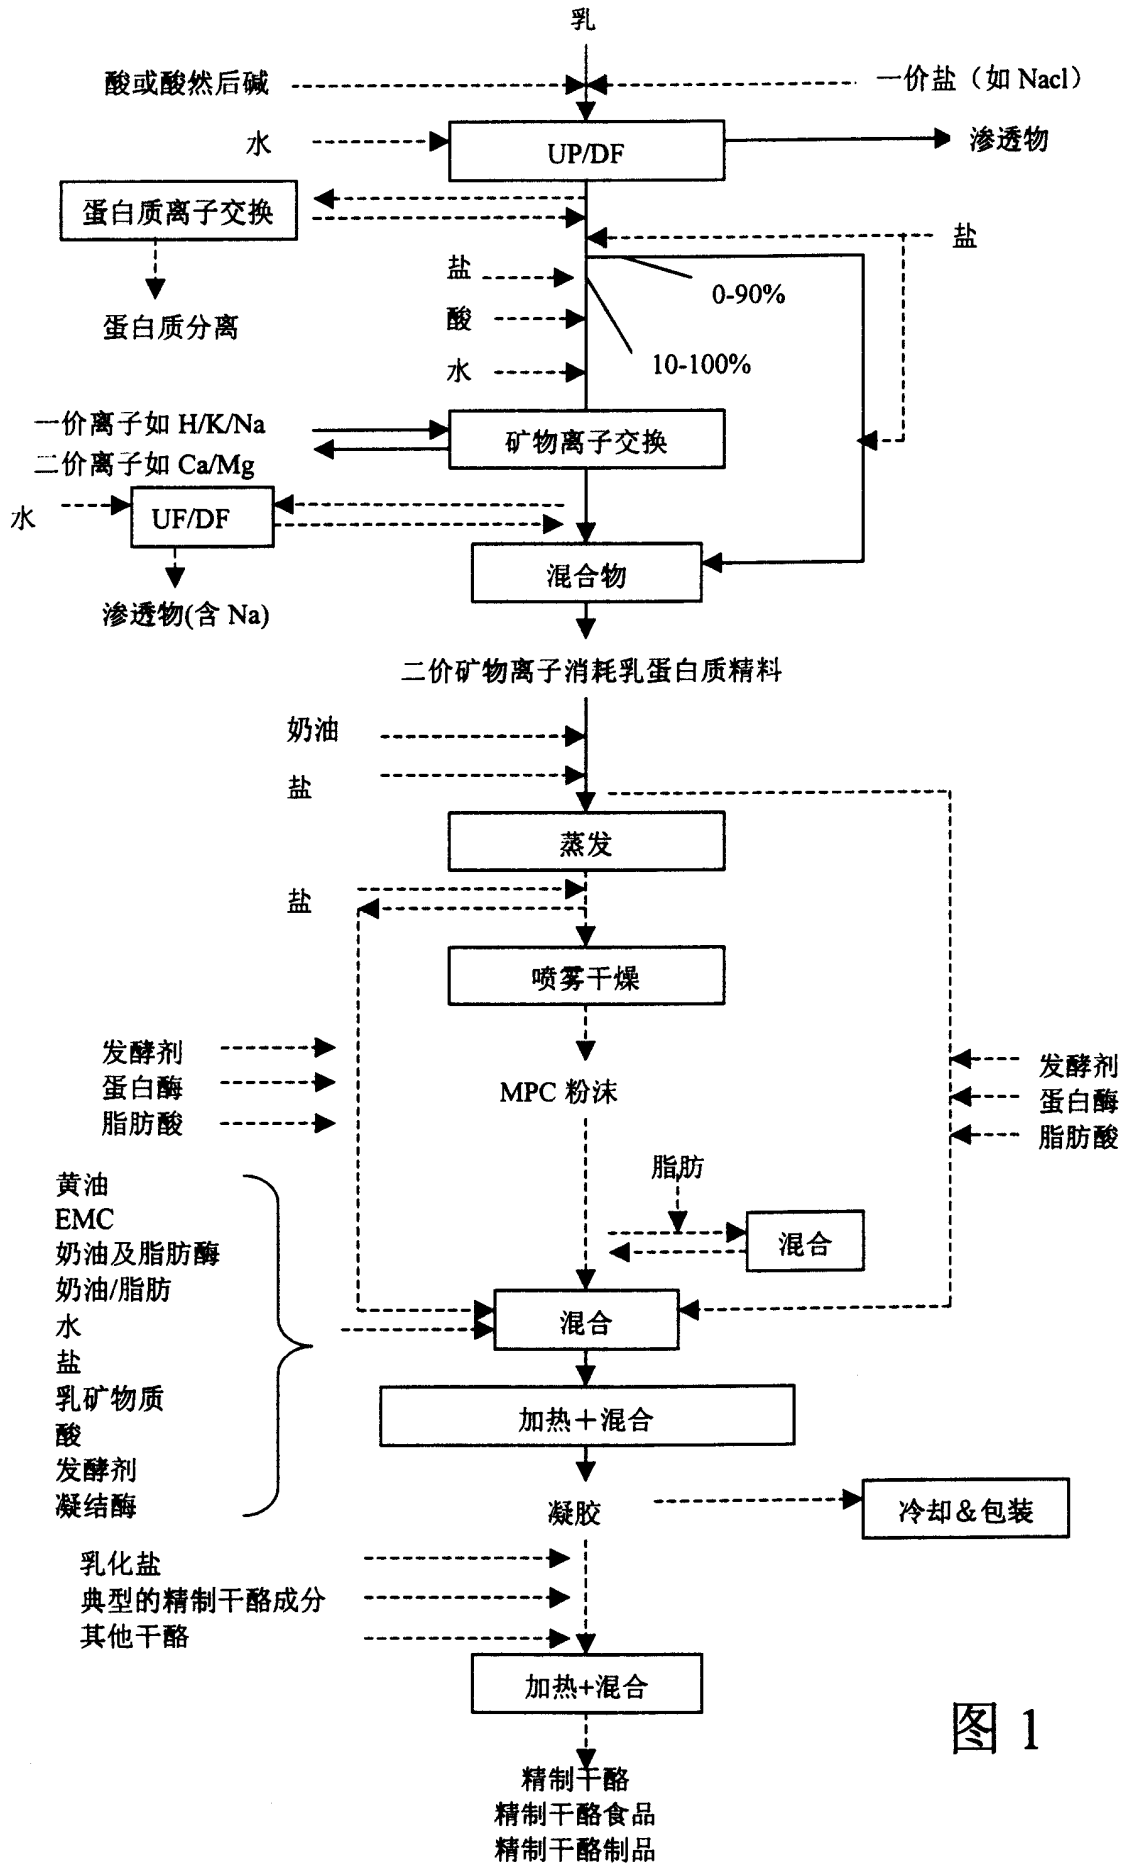 乳
酸或酸然后碱
一价盐（如 Nacl）
水
UP/DF
渗透物
蛋白质离子交换
盐
盐
0-90%
蛋白质分离
酸
10-100%
水
一价离子如 H/K/Na
矿物离子交换
二价离子如 Ca/Mg
水
UF/DF
混合物
渗透物(含 Na)
二价矿物离子消耗乳蛋白质精料
奶油
盐
蒸发
盐
喷雾干燥
发酵剂
蛋白酶
脂肪酸
MPC 粉沫
发酵剂
蛋白酶
脂肪酸
脂肪
混合
黄油
EMC
奶油及脂肪酶
奶油/脂肪
水
盐
乳矿物质
酸
发酵剂
凝结酶
混合
加热＋混合
凝胶
冷却＆包装
乳化盐
典型的精制干酪成分
其他干酪
加热+混合
图 1
精制干酪
精制干酪食品
精制干酪制品